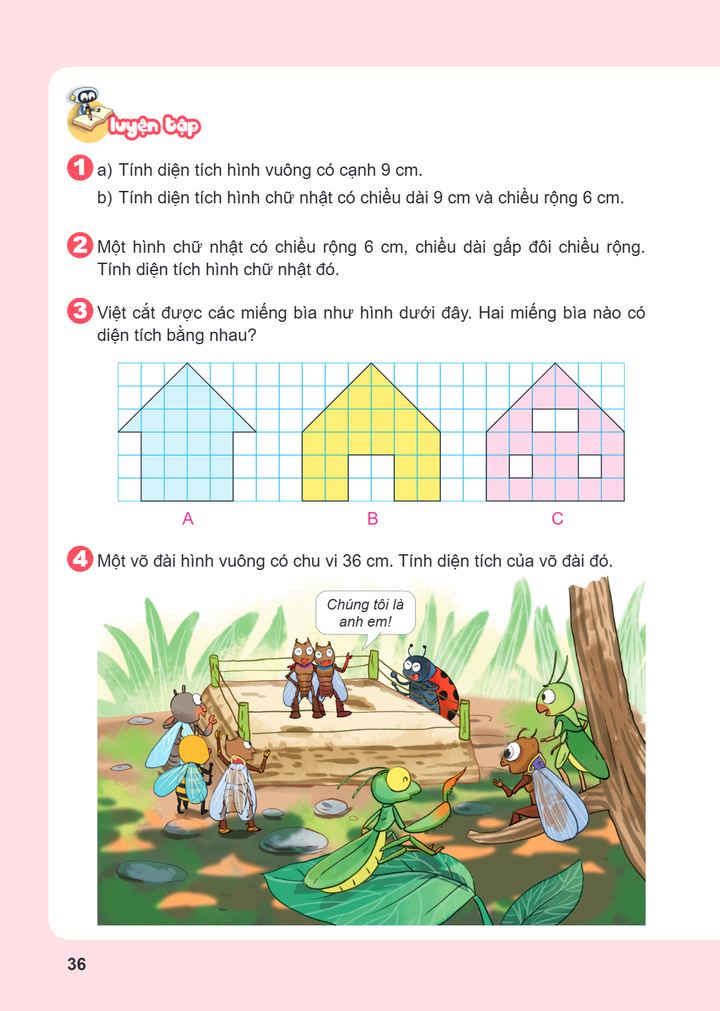 luyện tập
1 a) Tính diện tích hình vuông có cạnh 9 cm.
b) Tính diện tích hình chữ nhật có chiều dài 9 cm và chiều rộng 6 cm.
2 Một hình chữ nhật có chiều rộng 6 cm, chiều dài gấp đôi chiều rộng.
Tính diện tích hình chữ nhật đó.
3 Việt cắt được các miếng bìa như hình dưới đây. Hai miếng bìa nào có
diện tích bằng nhau?
A B C
4 Một võ đài hình vuông có chu vi 36 cm. Tính diện tích của võ đài đó.
Chúng tôi là
anh em!
36